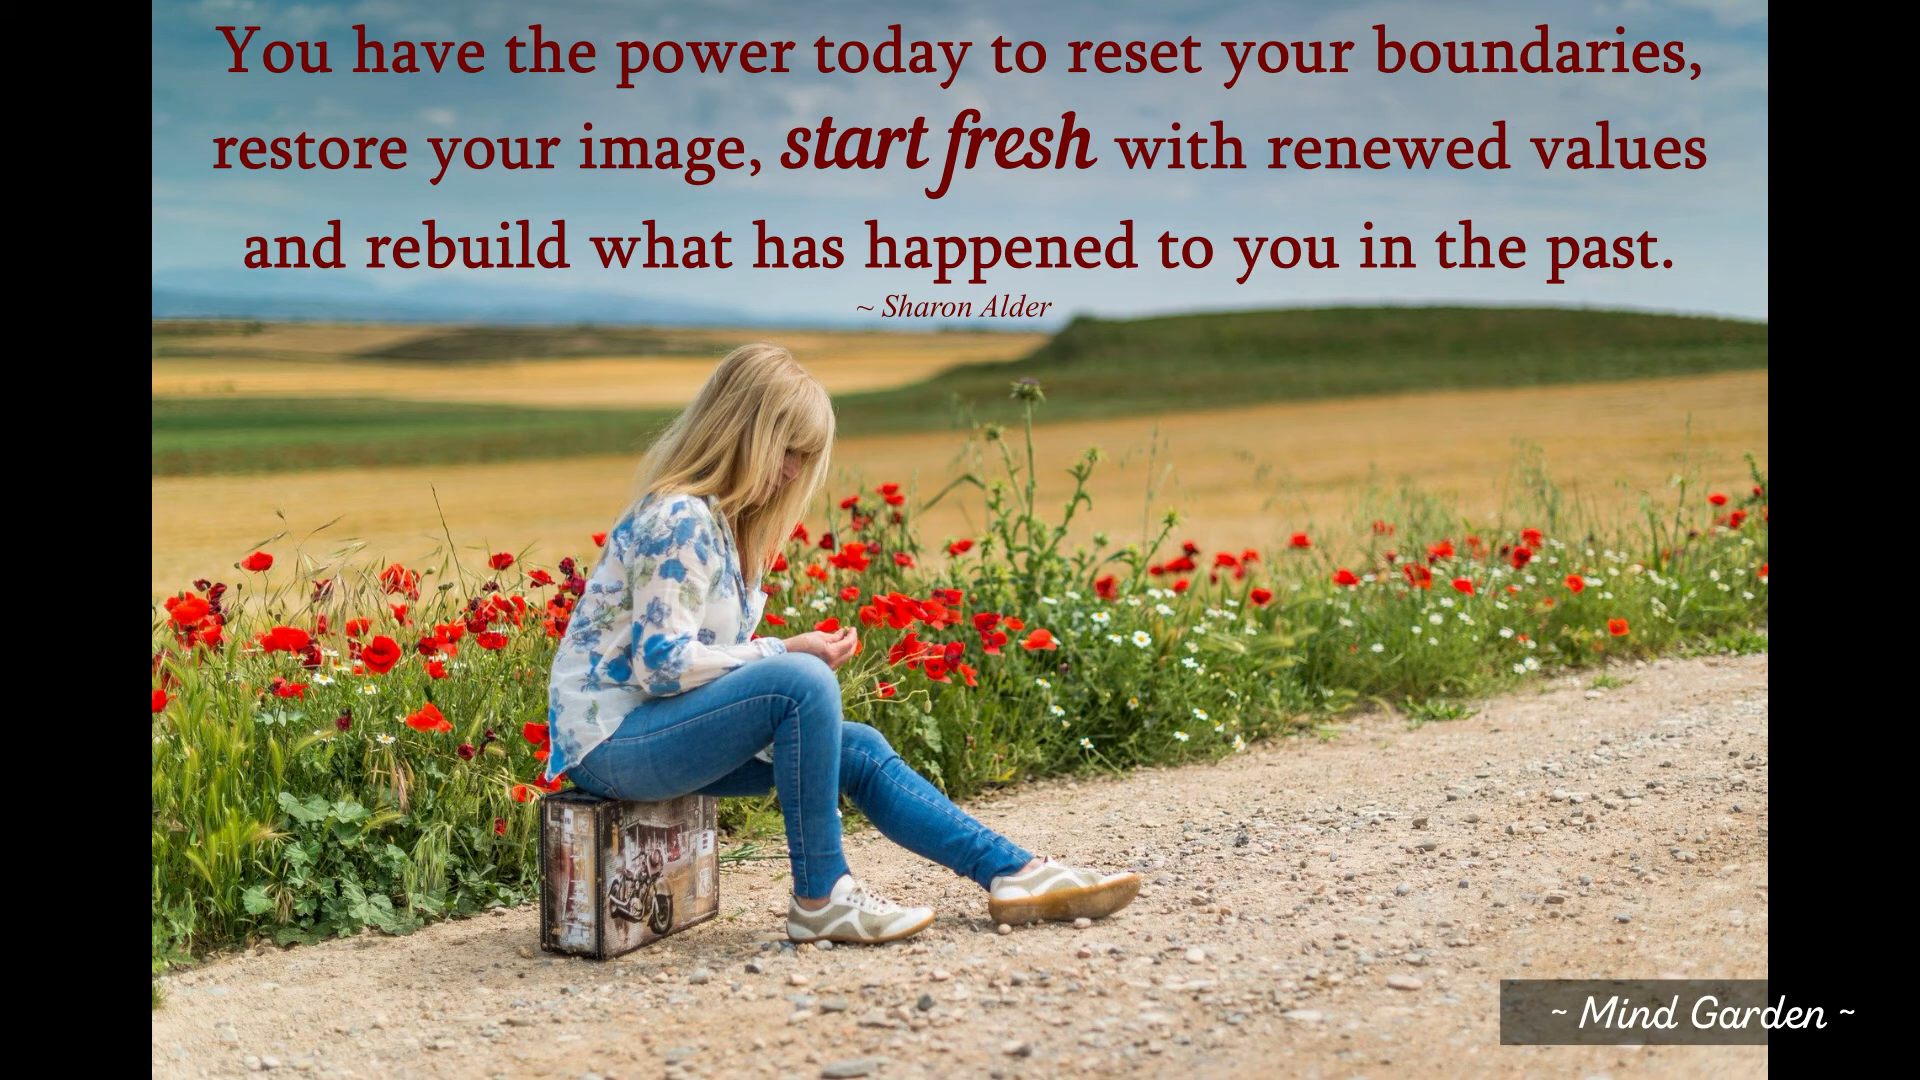 You have the power today to reset your boundaries,
restore your image, start fresh with renewed values
and rebuild what has happened to you in the past.
~ Sharon Alder
~ Mind Garden ~